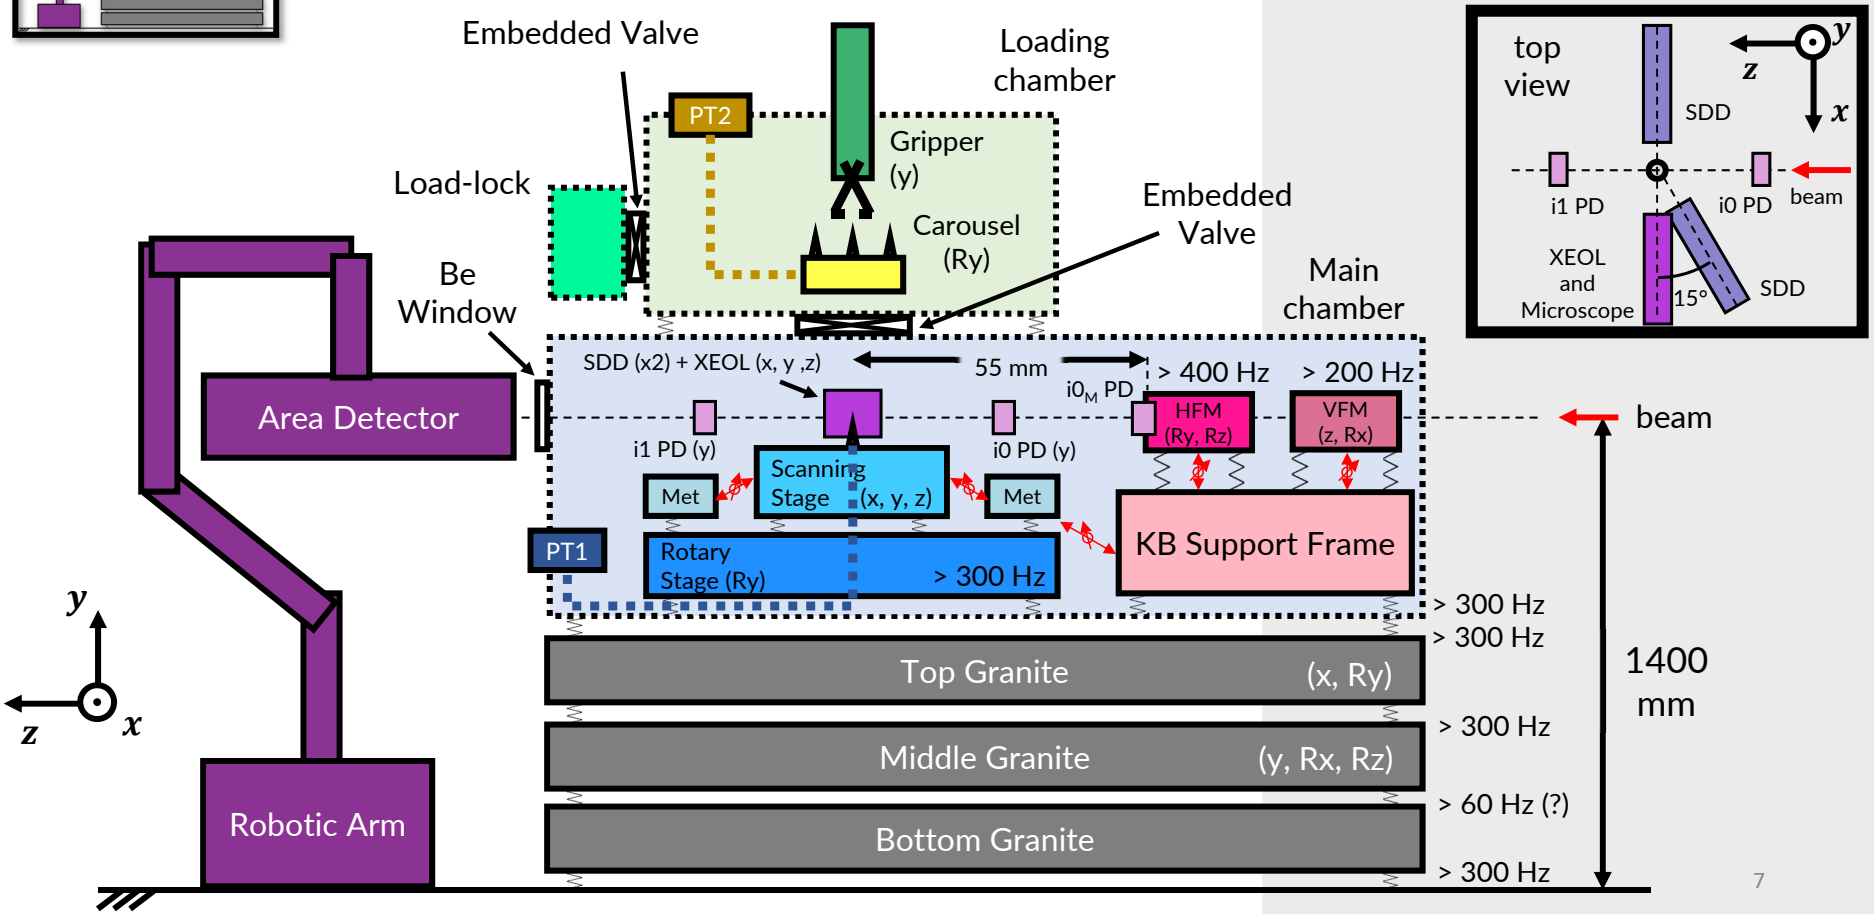 Embedded Valve
Loading
chamber
PT2
Gripper
(y)
Load-lock
Carousel
(Ry)
Embedded
Valve
Be
Window
Main
chamber
SDD (x2) + XEOL (x, y ,z)
55 mm
i0M PD
> 400 Hz
> 200 Hz
Area Detector
HFM
(Ry, Rz)
VFM
(z, Rx)
beam
i1 PD (y)
i0 PD (y)
Scanning
Stage (x, y, z)
Met
Met
PT1
Rotary
Stage (Ry)
> 300 Hz
KB Support Frame
> 300 Hz
> 300 Hz
Top Granite (x, Ry)
> 300 Hz
Middle Granite (y, Rx, Rz)
> 60 Hz (?)
Bottom Granite
> 300 Hz
1400
mm
y
z
x
Robotic Arm
top
view
y
z
x
SDD
i1 PD
i0 PD
beam
XEOL
and
Microscope
15°
SDD
7